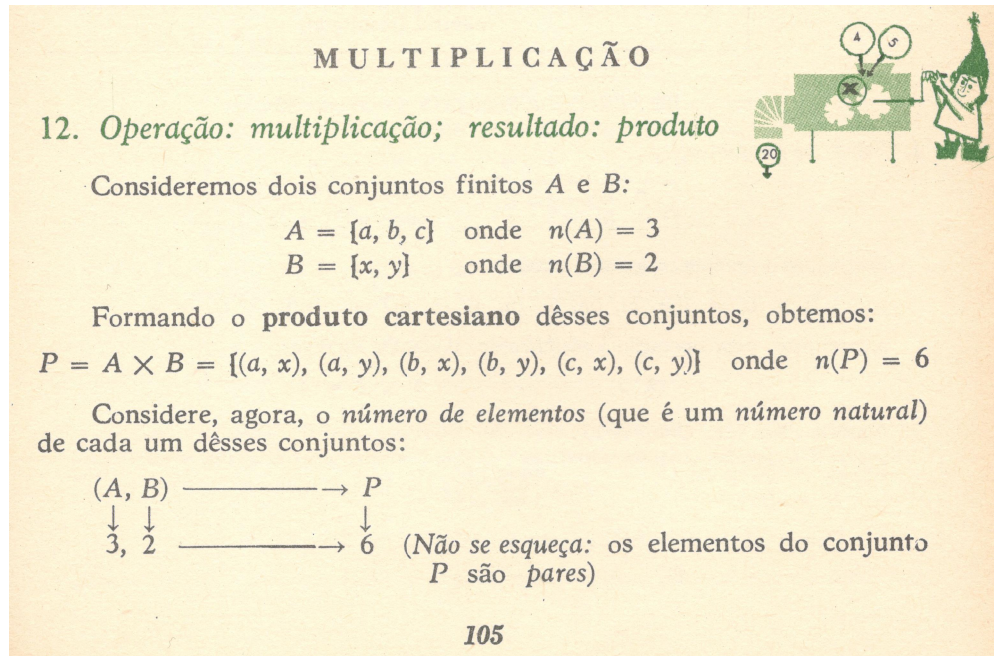 MULTIPLICAÇÃO
4 5
×
20
12. Operação: multiplicação; resultado: produto
Consideremos dois conjuntos finitos A e B:
A = {a, b, c} onde n(A) = 3
B = {x, y} onde n(B) = 2
Formando o produto cartesiano dêsses conjuntos, obtemos:
P = A × B = {(a, x), (a, y), (b, x), (b, y), (c, x), (c, y)} onde n(P) = 6
Considere, agora, o número de elementos (que é um número natural)
de cada um dêsses conjuntos:
(A, B) ⟶ P
↓ ↓ ↓
3, 2 ⟶ 6 (Não se esqueça: os elementos do conjunto
P são pares)
105